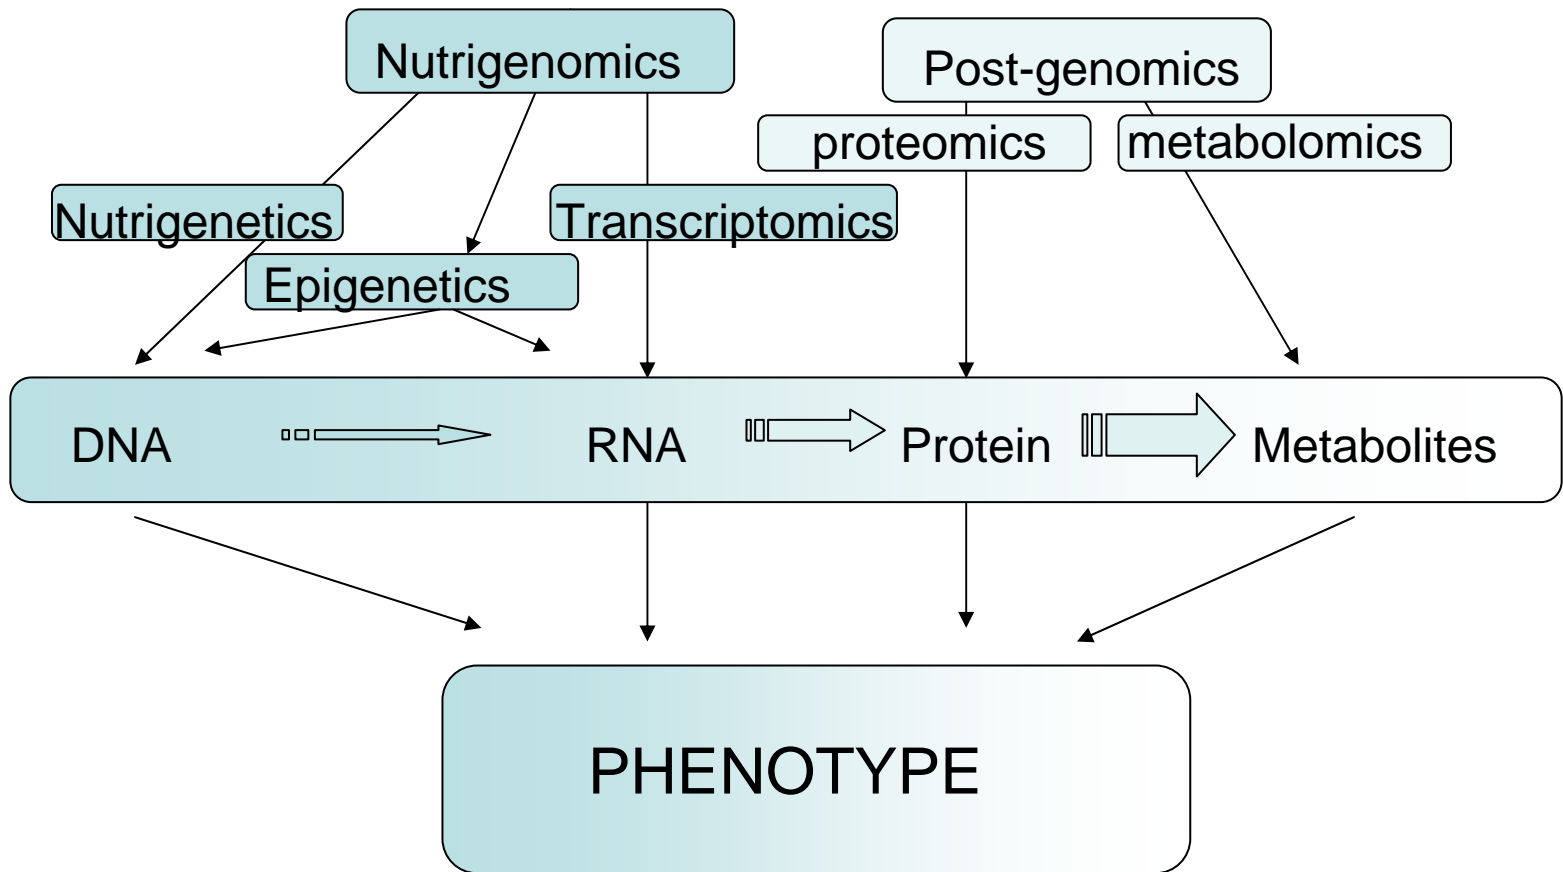 Nutrigenomics
Post-genomics
proteomics
metabolomics
Nutrigenetics
Transcriptomics
Epigenetics
DNA
RNA
Protein
Metabolites
PHENOTYPE